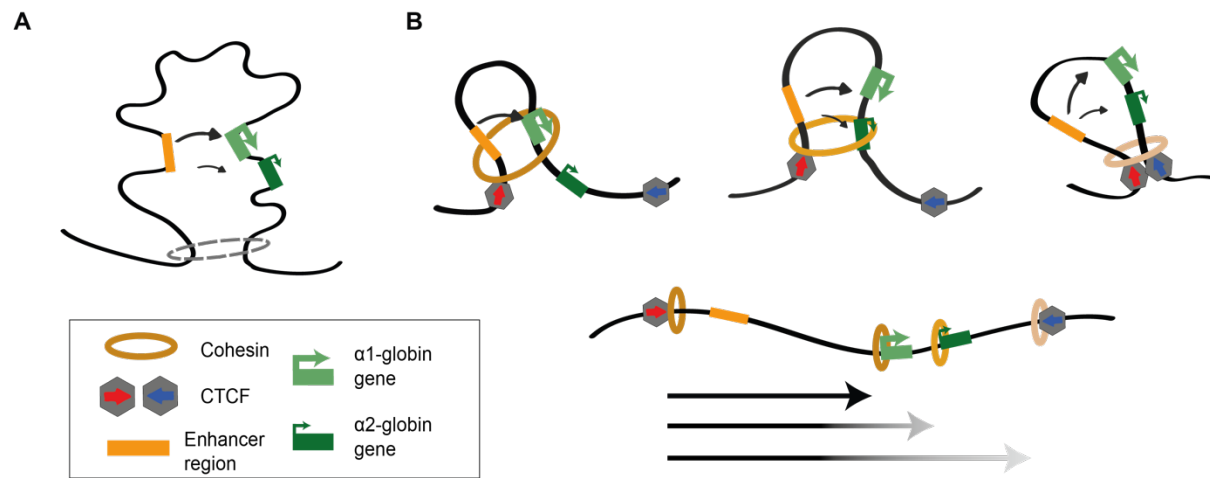 A
B
Cohesin
CTCF
Enhancer
region
α1-globin
gene
α2-globin
gene